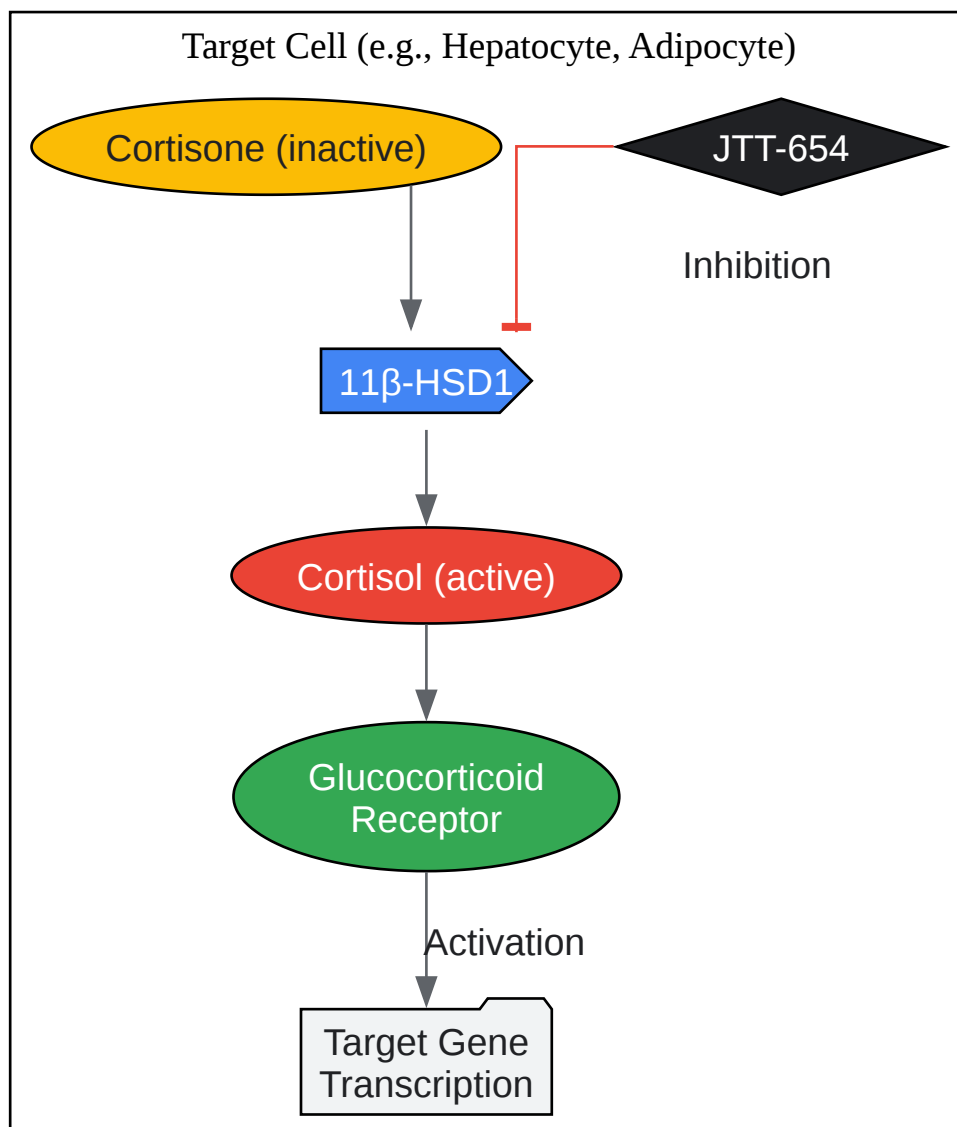 Target Cell (e.g., Hepatocyte, Adipocyte)
Cortisone (inactive)
JTT-654
Inhibition
11β-HSD1
Cortisol (active)
Glucocorticoid
Receptor
Activation
Target Gene
Transcription